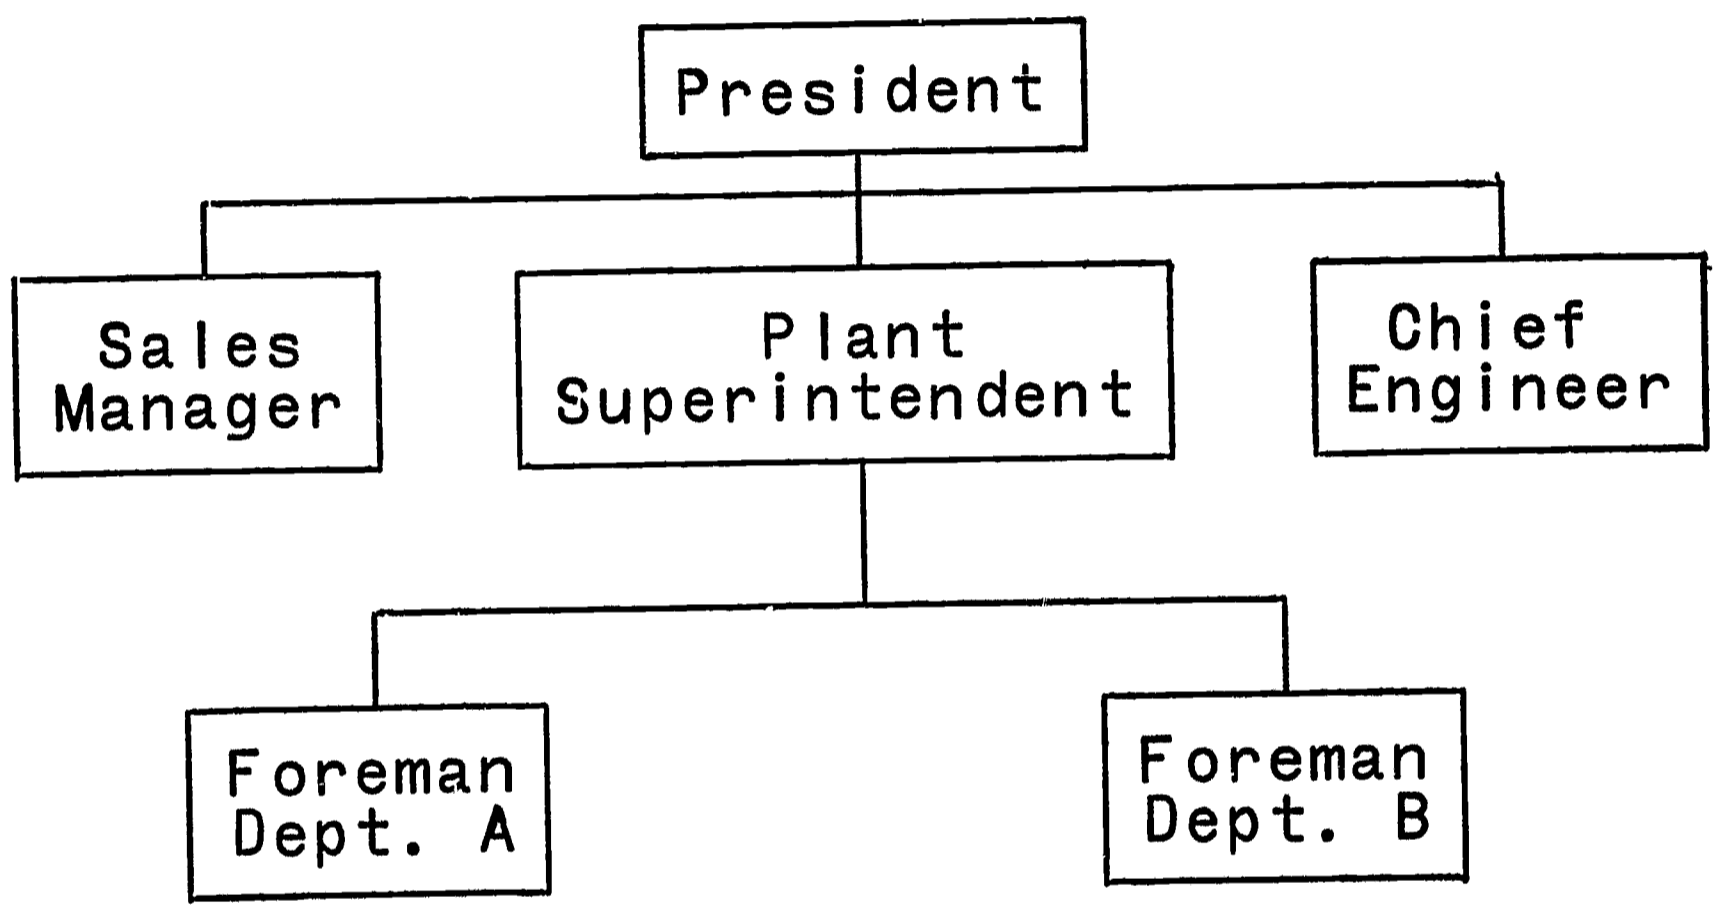 President
Sales
Manager
Plant
Superintendent
Chief
Engineer
Foreman
Dept. A
Foreman
Dept. B